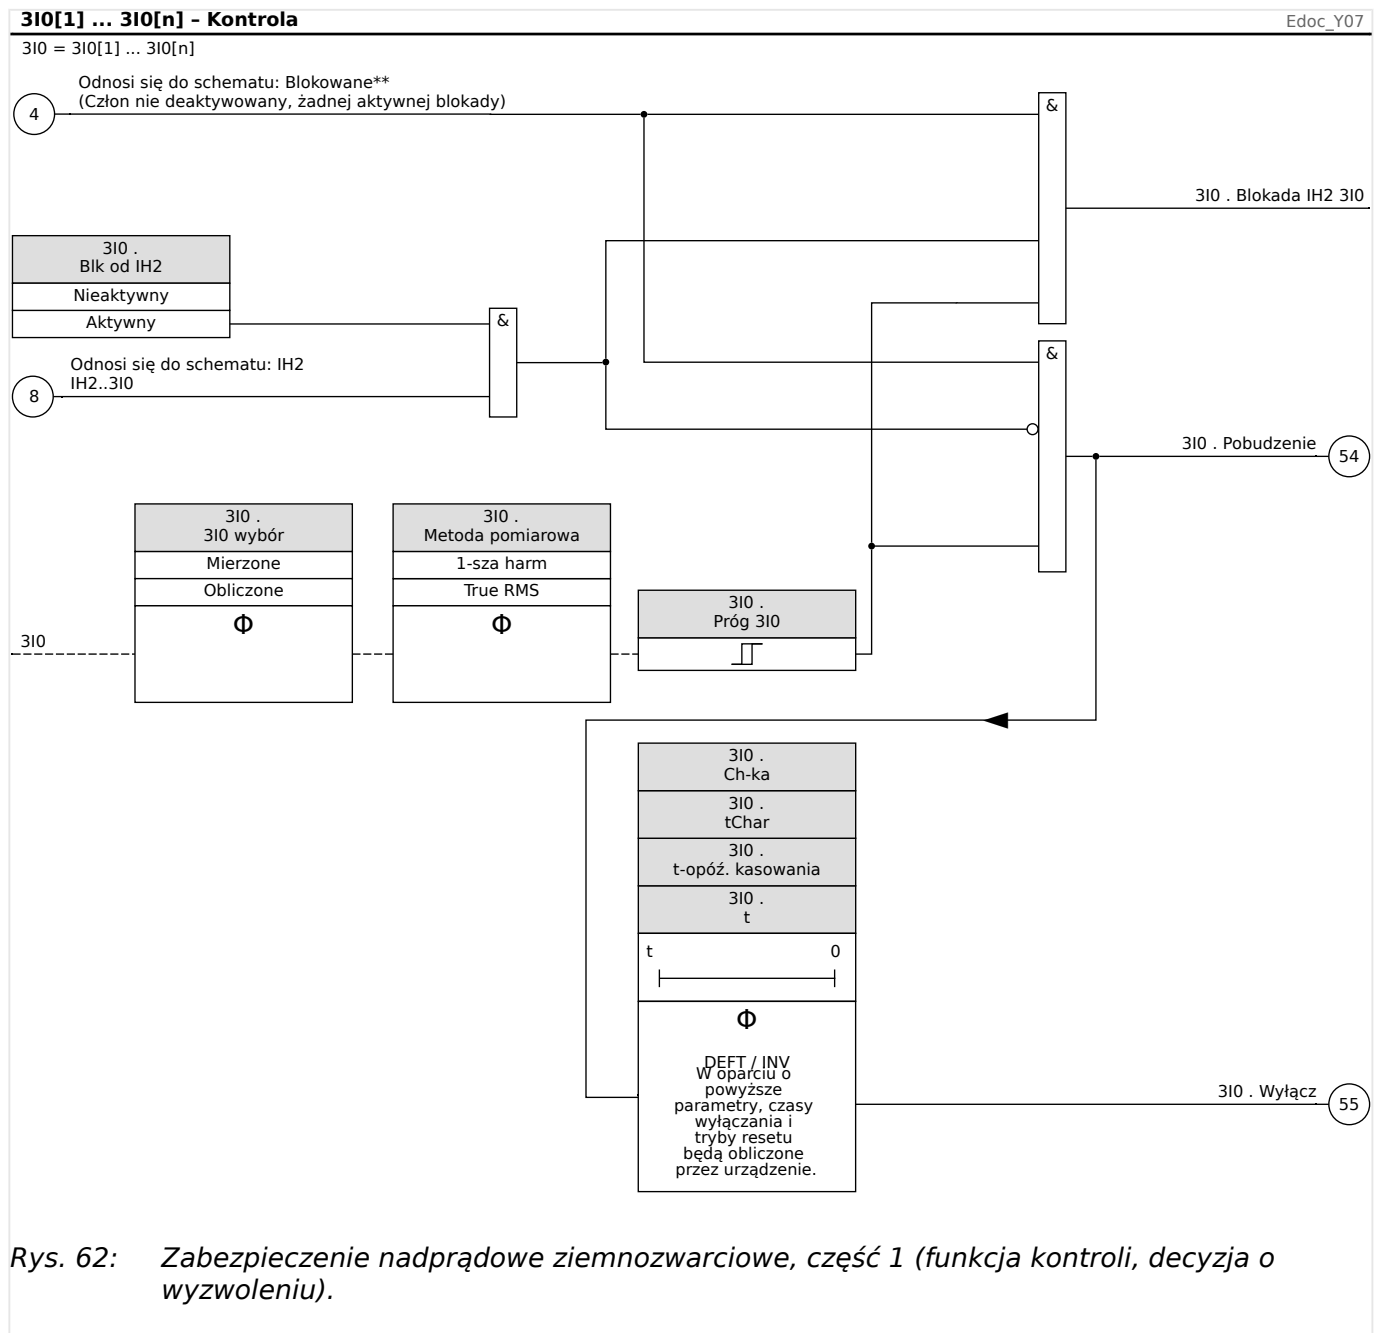 3I0[1] ... 3I0[n] – Kontrola
Edoc_Y07
3I0 = 3I0[1] ... 3I0[n]
Odnosi się do schematu: Blokowane**
(Człon nie deaktywowany, żadnej aktywnej blokady)
4
&
3I0 . Blokada IH2 3I0
3I0 .
Blk od IH2
Nieaktywny
Aktywny
&
&
Odnosi się do schematu: IH2
IH2..3I0
8
3I0 . Pobudzenie
54
3I0 .
3I0 wybór
Mierzone
Obliczone
Φ
3I0 .
Metoda pomiarowa
1-sza harm
True RMS
Φ
3I0 .
Próg 3I0
3I0
3I0 .
Ch-ka
3I0 .
tChar
3I0 .
t-opóź. kasowania
3I0 .
t
t 0
Φ
DEFT / INV
W oparciu o
powyższe
parametry, czasy
wyłączania i
tryby resetu
będą obliczone
przez urządzenie.
3I0 . Wyłącz
55
Rys. 62: Zabezpieczenie nadprądowe ziemnozwarciowe, część 1 (funkcja kontroli, decyzja o
wyzwoleniu).